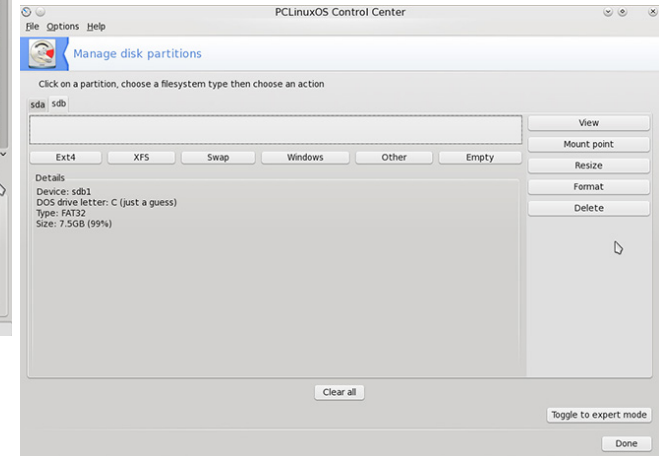 PCLinuxOS Control Center
File Options Help
Manage disk partitions
Click on a partition, choose a filesystem type then choose an action
sda sdb
Ext4 XFS Swap Windows Other Empty
Details
Device: sdb1
DOS drive letter: C (just a guess)
Type: FAT32
Size: 7.5GB (99%)
View
Mount point
Resize
Format
Delete
Clear all
Toggle to expert mode
Done